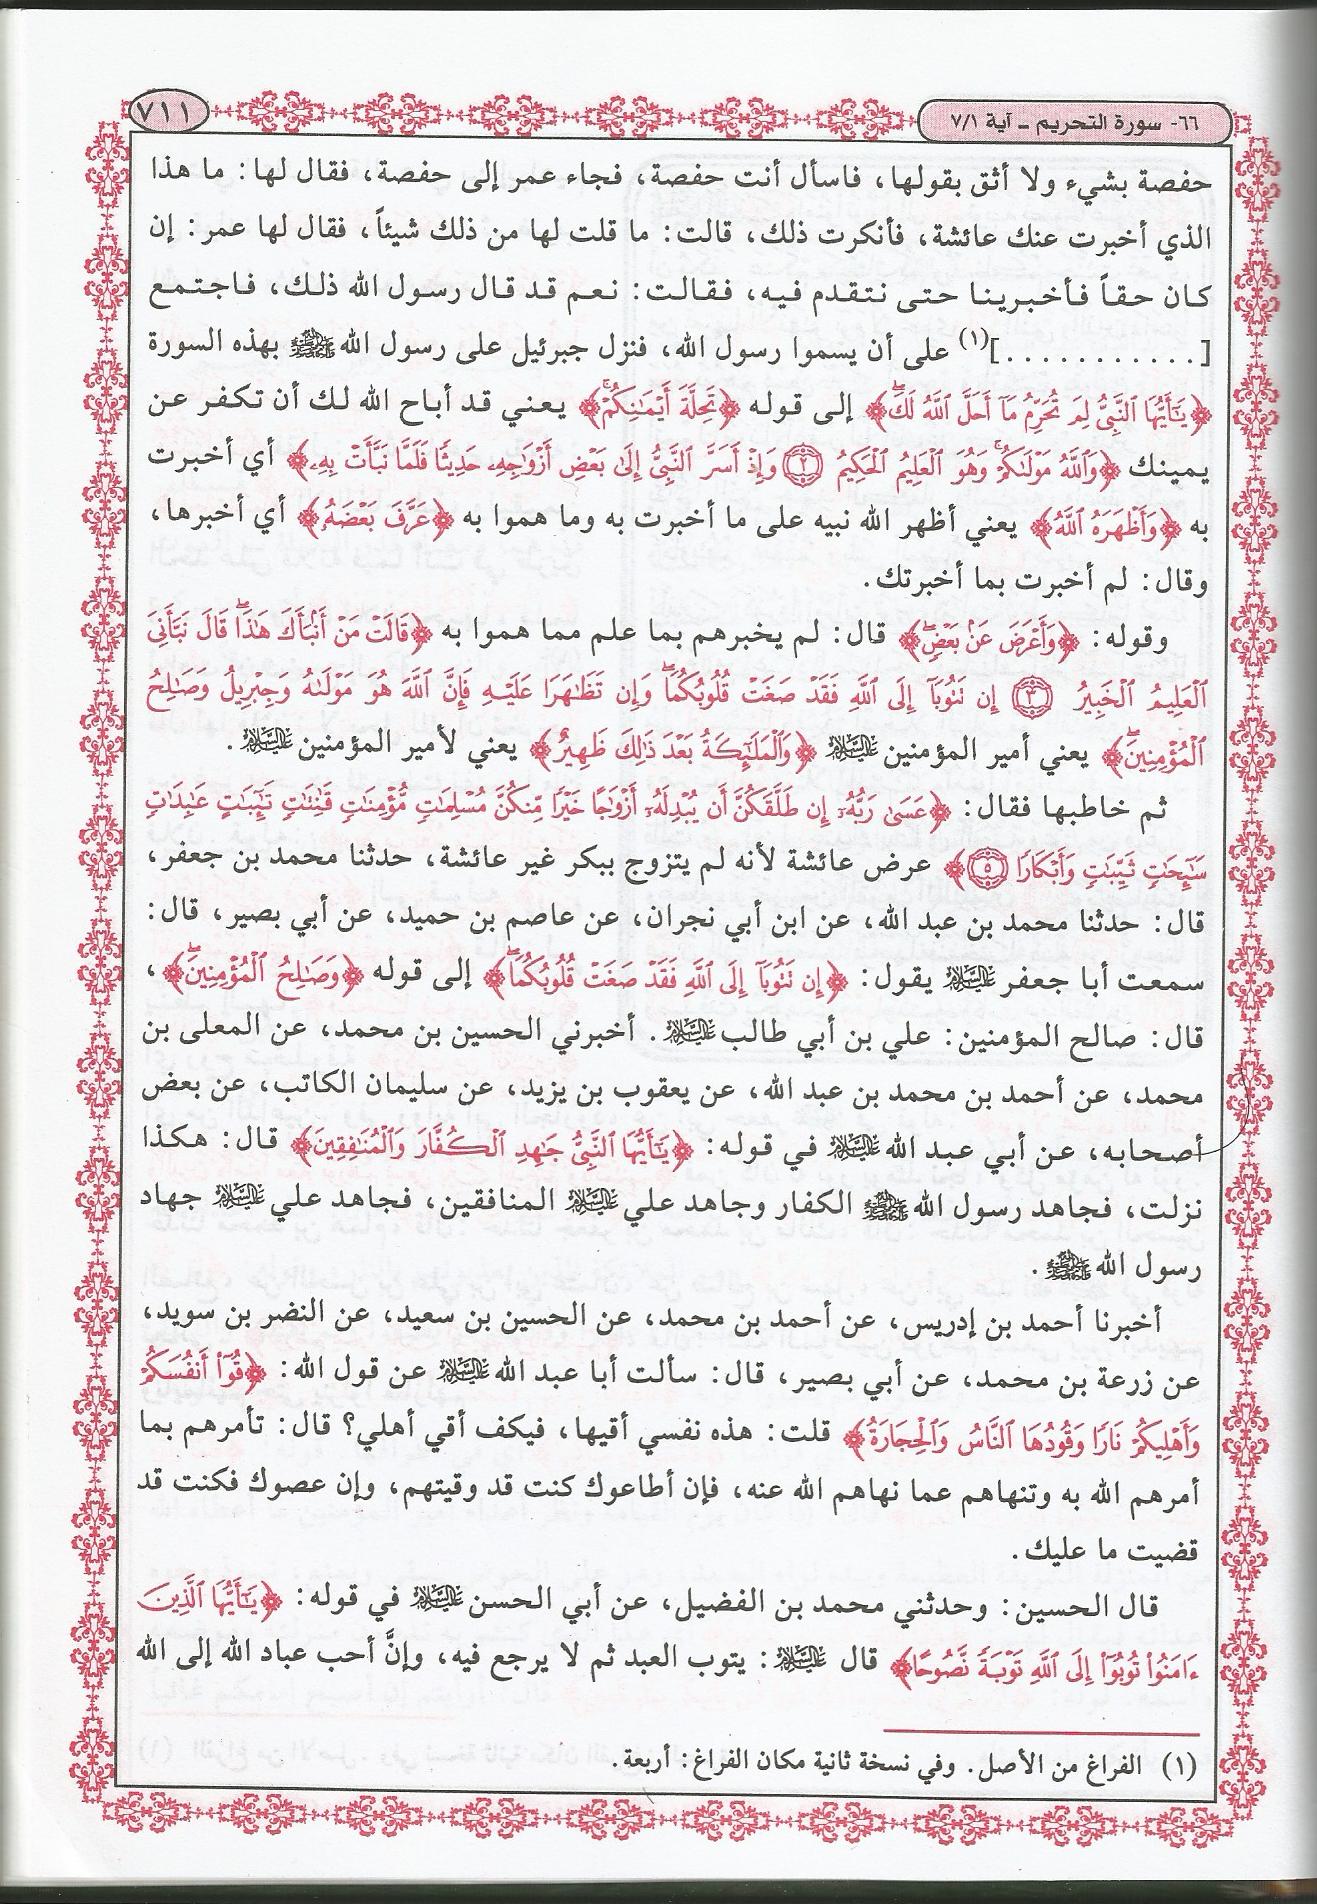 ٦٦- سورة التحريم ـ آية ٧/١
٧١١
حفصة بشيء ولا أثق بقولها، فاسأل أنت حفصة، فجاء عمر إلى حفصة، فقال لها: ما هذا
الذي أخبرت عنك عائشة، فأنكرت ذلك، قالت: ما قلت لها من ذلك شيئاً، فقال لها عمر: إن
كان حقاً فأخبرينا حتى نتقدم فيه، فقالت: نعم قد قال رسول الله ذلك، فاجتمع
[. . . . . . . . . . .](١) على أن يسموا رسول الله، فنزل جبرئيل على رسول الله ﷺ بهذه السورة
﴿يَـٰٓأَيُّهَا ٱلنَّبِىُّ لِمَ تُحَرِّمُ مَآ أَحَلَّ ٱللَّهُ لَكَۖ﴾ إلى قوله ﴿تَحِلَّةَ أَيْمَـٰنِكُمْۚ﴾ يعني قد أباح الله لك أن تكفر عن
يمينك ﴿وَٱللَّهُ مَوْلَىٰكُمْۖ وَهُوَ ٱلْعَلِيمُ ٱلْحَكِيمُ ٢ وَإِذْ أَسَرَّ ٱلنَّبِىُّ إِلَىٰ بَعْضِ أَزْوَٰجِهِۦ حَدِيثًا فَلَمَّا نَبَّأَتْ بِهِۦ﴾ أي أخبرت
به ﴿وَأَظْهَرَهُ ٱللَّهُ﴾ يعني أظهر الله نبيه على ما أخبرت به وما هموا به ﴿عَرَّفَ بَعْضَهُۥ﴾ أي أخبرها،
وقال: لم أخبرت بما أخبرتك.
وقوله: ﴿وَأَعْرَضَ عَنۢ بَعْضٍۖ﴾ قال: لم يخبرهم بما علم مما هموا به ﴿قَالَتْ مَنْ أَنۢبَأَكَ هَـٰذَاۖ قَالَ نَبَّأَنِىَ
ٱلْعَلِيمُ ٱلْخَبِيرُ ٣ إِن تَتُوبَآ إِلَى ٱللَّهِ فَقَدْ صَغَتْ قُلُوبُكُمَاۖ وَإِن تَظَـٰهَرَا عَلَيْهِ فَإِنَّ ٱللَّهَ هُوَ مَوْلَىٰهُ وَجِبْرِيلُ وَصَـٰلِحُ
ٱلْمُؤْمِنِينَۖ﴾ يعني أمير المؤمنين عليه السلام ﴿وَٱلْمَلَـٰٓئِكَةُ بَعْدَ ذَٰلِكَ ظَهِيرٌ﴾ يعني لأمير المؤمنين عليه السلام.
ثم خاطبها فقال: ﴿عَسَىٰ رَبُّهُۥٓ إِن طَلَّقَكُنَّ أَن يُبْدِلَهُۥٓ أَزْوَٰجًا خَيْرًا مِّنكُنَّ مُسْلِمَـٰتٍ مُّؤْمِنَـٰتٍ قَـٰنِتَـٰتٍ تَـٰٓئِبَـٰتٍ عَـٰبِدَٰتٍ
سَـٰٓئِحَـٰتٍ ثَيِّبَـٰتٍ وَأَبْكَارًا ٥﴾ عرض عائشة لأنه لم يتزوج ببكر غير عائشة، حدثنا محمد بن جعفر،
قال: حدثنا محمد بن عبد الله، عن ابن أبي نجران، عن عاصم بن حميد، عن أبي بصير، قال:
سمعت أبا جعفر عليه السلام يقول: ﴿إِن تَتُوبَآ إِلَى ٱللَّهِ فَقَدْ صَغَتْ قُلُوبُكُمَاۖ﴾ إلى قوله ﴿وَصَـٰلِحُ ٱلْمُؤْمِنِينَۖ﴾،
قال: صالح المؤمنين: علي بن أبي طالب عليه السلام. أخبرني الحسين بن محمد، عن المعلى بن
محمد، عن أحمد بن محمد بن عبد الله، عن يعقوب بن يزيد، عن سليمان الكاتب، عن بعض
أصحابه، عن أبي عبد الله عليه السلام في قوله: ﴿يَـٰٓأَيُّهَا ٱلنَّبِىُّ جَـٰهِدِ ٱلْكُفَّارَ وَٱلْمُنَـٰفِقِينَ﴾ قال: هكذا
نزلت، فجاهد رسول الله ﷺ الكفار وجاهد علي عليه السلام المنافقين، فجاهد علي عليه السلام جهاد
رسول الله ﷺ.
أخبرنا أحمد بن إدريس، عن أحمد بن محمد، عن الحسين بن سعيد، عن النضر بن سويد،
عن زرعة بن محمد، عن أبي بصير، قال: سألت أبا عبد الله عليه السلام عن قول الله: ﴿قُوٓا۟ أَنفُسَكُمْ
وَأَهْلِيكُمْ نَارًا وَقُودُهَا ٱلنَّاسُ وَٱلْحِجَارَةُ﴾ قلت: هذه نفسي أقيها، فيكف أقي أهلي؟ قال: تأمرهم بما
أمرهم الله به وتنهاهم عما نهاهم الله عنه، فإن أطاعوك كنت قد وقيتهم، وإن عصوك فكنت قد
قضيت ما عليك.
قال الحسين: وحدثني محمد بن الفضيل، عن أبي الحسن عليه السلام في قوله: ﴿يَـٰٓأَيُّهَا ٱلَّذِينَ
ءَامَنُوا۟ تُوبُوٓا۟ إِلَى ٱللَّهِ تَوْبَةً نَّصُوحًا﴾ قال عليه السلام: يتوب العبد ثم لا يرجع فيه، وإنَّ أحب عباد الله إلى الله
(١) الفراغ من الأصل. وفي نسخة ثانية مكان الفراغ: أربعة.